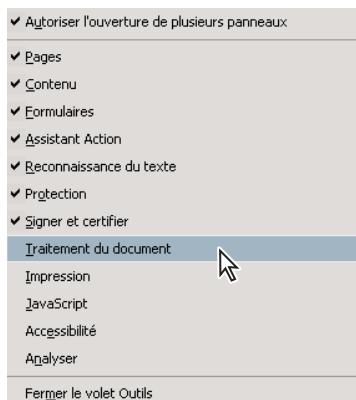 Autoriser l'ouverture de plusieurs panneaux
Pages
Contenu
Formulaires
Assistant Action
Reconnaissance du texte
Protection
Signer et certifier
Traitement du document
Impression
JavaScript
Accessibilité
Analyser
Fermer le volet Outils